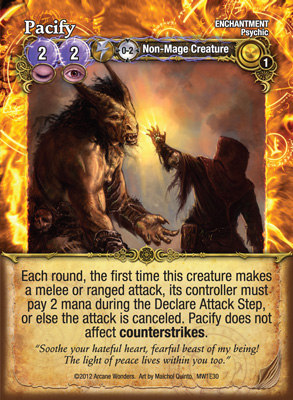 Pacify
ENCHANTMENT
Psychic
2 2 0-2 Non-Mage Creature
1
Each round, the first time this creature makes
a melee or ranged attack, its controller must
pay 2 mana during the Declare Attack Step,
or else the attack is canceled. Pacify does not
affect counterstrikes.
"Soothe your hateful heart, fearful beast of my being!
The light of peace lives within you too."
©2012 Arcane Wonders. Art by Maichol Quinto, MW1E30